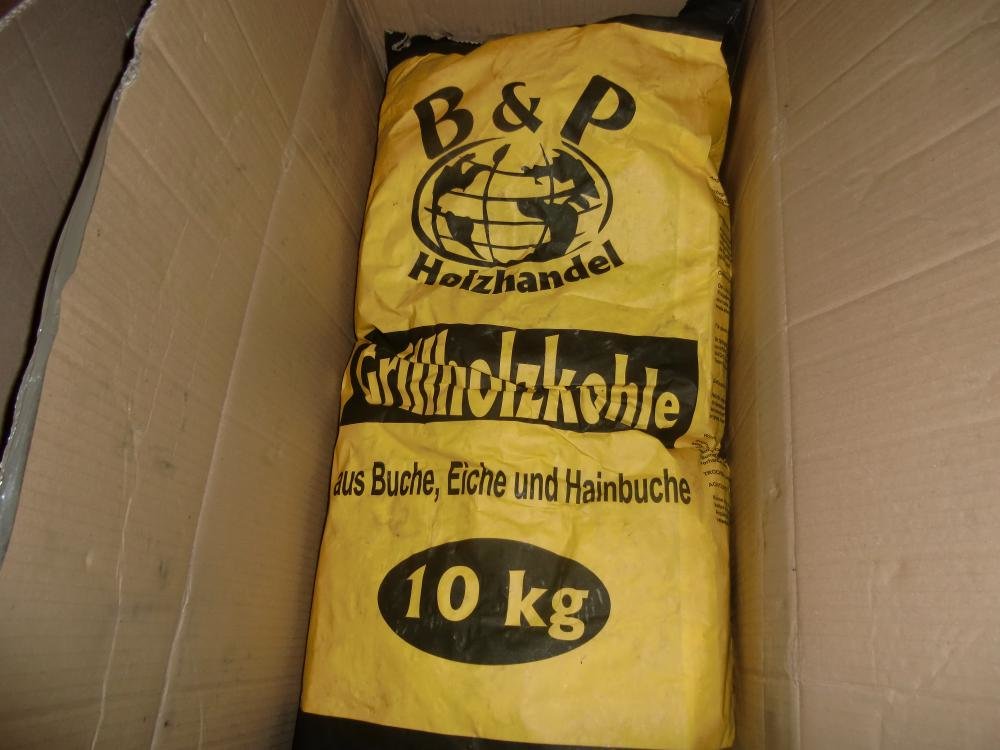 B & P
Holzhandel
Grillholzkohle
aus Buche, Eiche und Hainbuche
10 kg